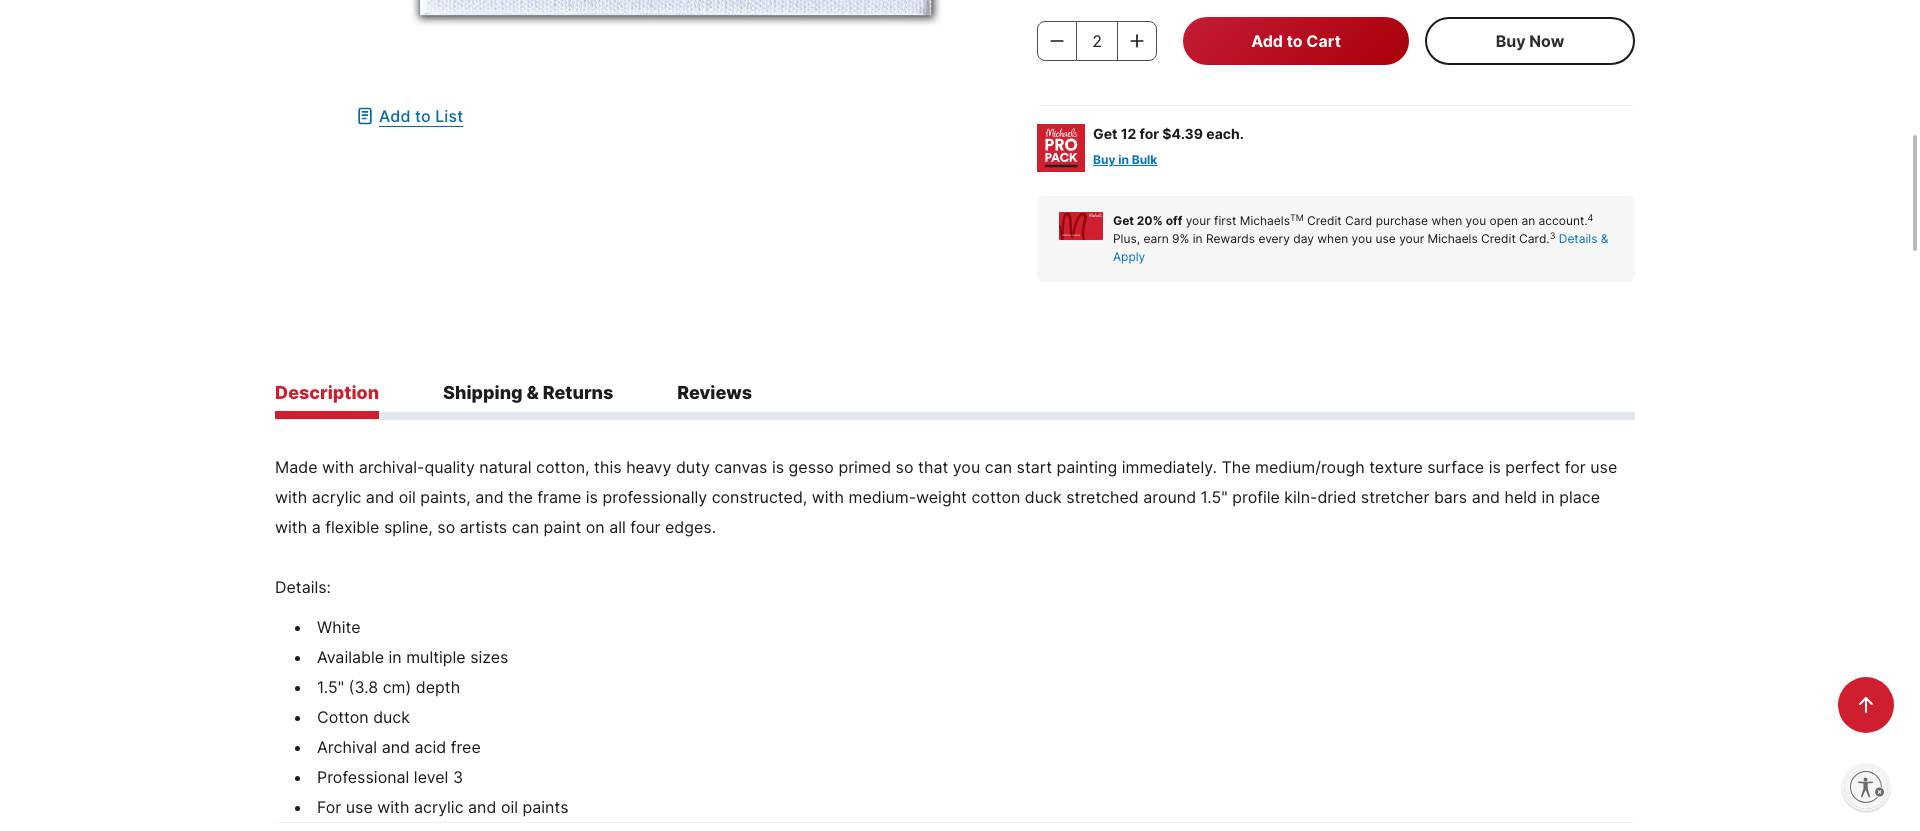 2
Add to Cart
Buy Now
Add to List
Michaels
PRO
PACK
Get 12 for $4.39 each.
Buy in Bulk
Get 20% off your first Michaels™ Credit Card purchase when you open an account.⁴
Plus, earn 9% in Rewards every day when you use your Michaels Credit Card.³ Details &
Apply
Description
Shipping & Returns
Reviews
Made with archival-quality natural cotton, this heavy duty canvas is gesso primed so that you can start painting immediately. The medium/rough texture surface is perfect for use
with acrylic and oil paints, and the frame is professionally constructed, with medium-weight cotton duck stretched around 1.5" profile kiln-dried stretcher bars and held in place
with a flexible spline, so artists can paint on all four edges.
Details:
• White
• Available in multiple sizes
• 1.5" (3.8 cm) depth
• Cotton duck
• Archival and acid free
• Professional level 3
• For use with acrylic and oil paints